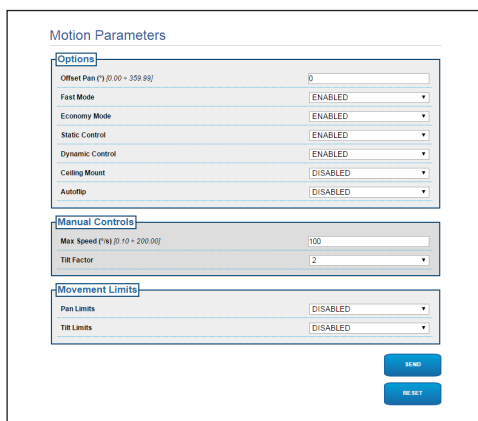 Motion Parameters
Options
Offset Pan (°) [0.00 ÷ 359.99] 0
Fast Mode ENABLED
Economy Mode ENABLED
Static Control ENABLED
Dynamic Control ENABLED
Ceiling Mount DISABLED
Autoflip DISABLED
Manual Controls
Max Speed (°/s) [0.10 ÷ 200.00] 100
Tilt Factor 2
Movement Limits
Pan Limits DISABLED
Tilt Limits DISABLED
SEND
RESET